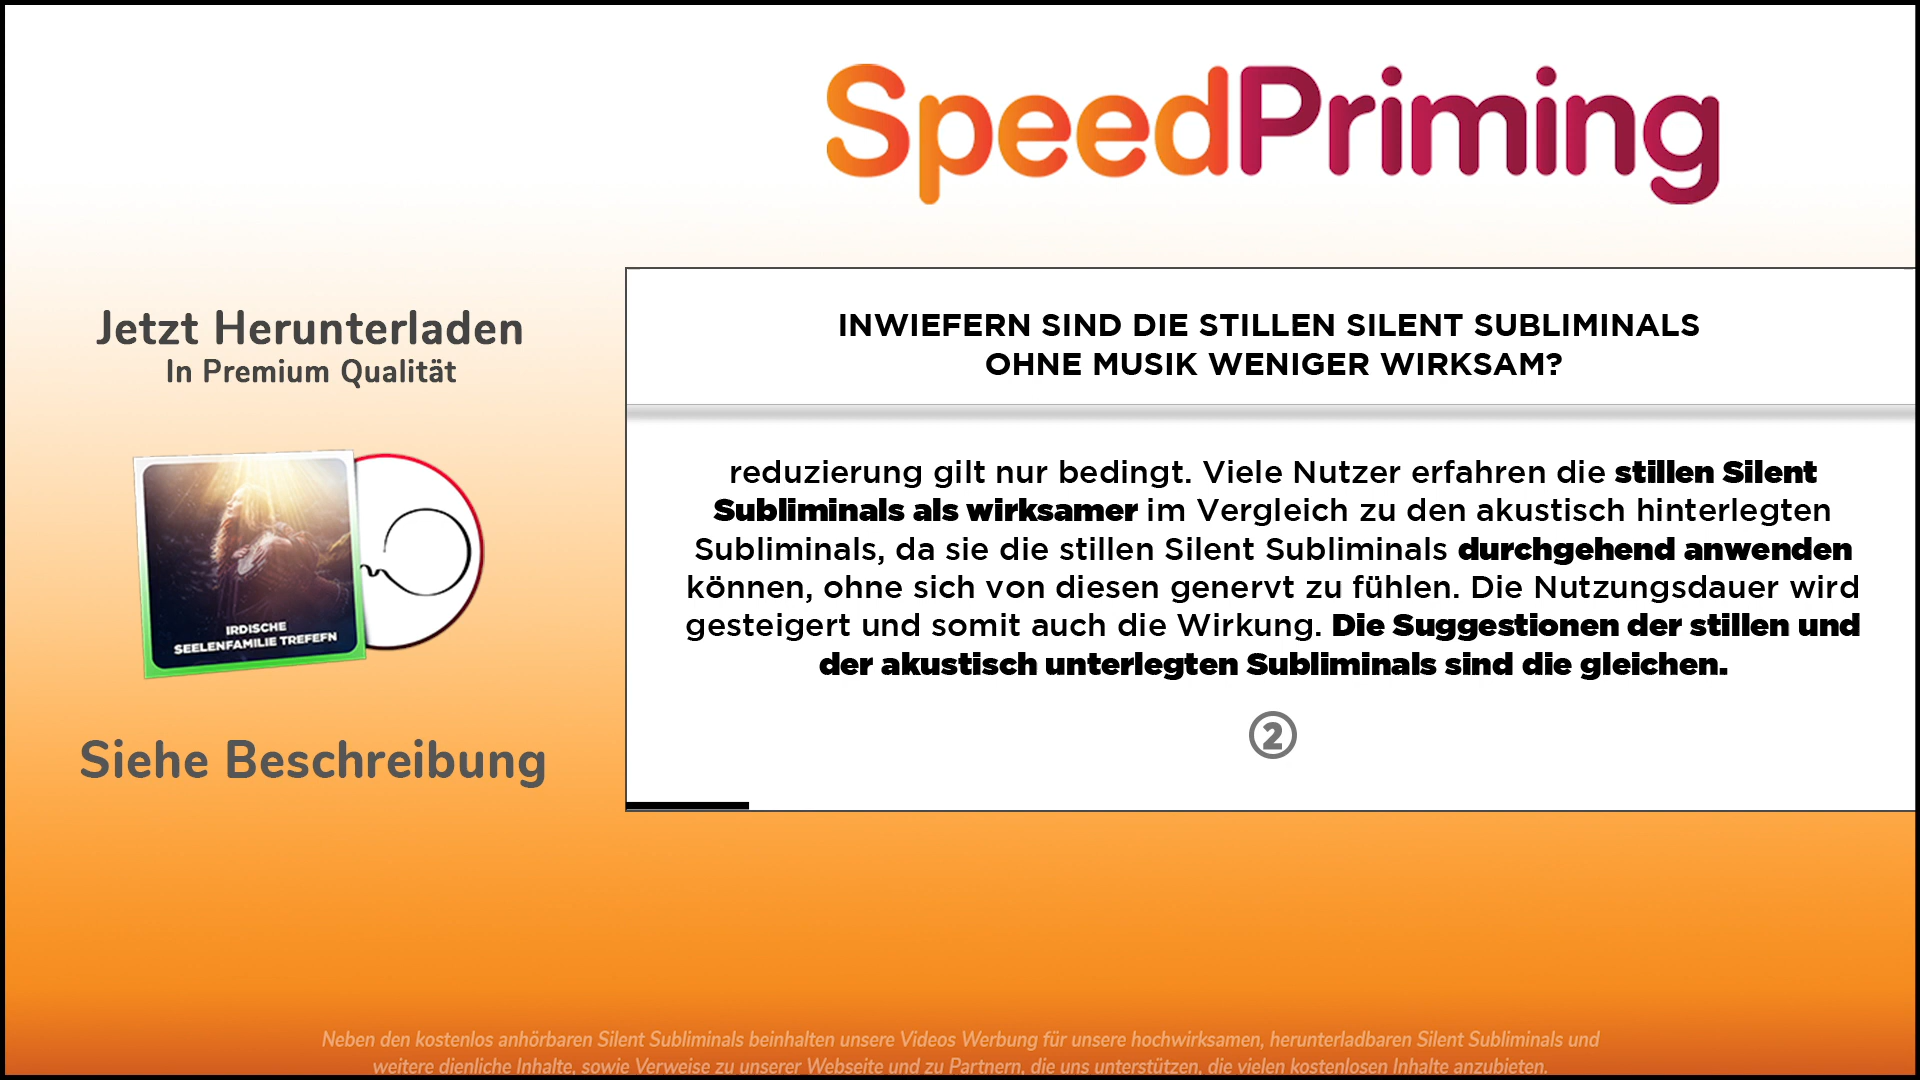 SpeedPriming
Jetzt Herunterladen
In Premium Qualität
IRDISCHE
SEELENFAMILIE TREFEFN
Siehe Beschreibung
INWIEFERN SIND DIE STILLEN SILENT SUBLIMINALS
OHNE MUSIK WENIGER WIRKSAM?
reduzierung gilt nur bedingt. Viele Nutzer erfahren die stillen Silent
Subliminals als wirksamer im Vergleich zu den akustisch hinterlegten
Subliminals, da sie die stillen Silent Subliminals durchgehend anwenden
können, ohne sich von diesen genervt zu fühlen. Die Nutzungsdauer wird
gesteigert und somit auch die Wirkung. Die Suggestionen der stillen und
der akustisch unterlegten Subliminals sind die gleichen.
2
Neben den kostenlos anhörbaren Silent Subliminals beinhalten unsere Videos Werbung für unsere hochwirksamen, herunterladbaren Silent Subliminals und
weitere dienliche Inhalte, sowie Verweise zu unserer Webseite und zu Partnern, die uns unterstützen, die vielen kostenlosen Inhalte anzubieten.